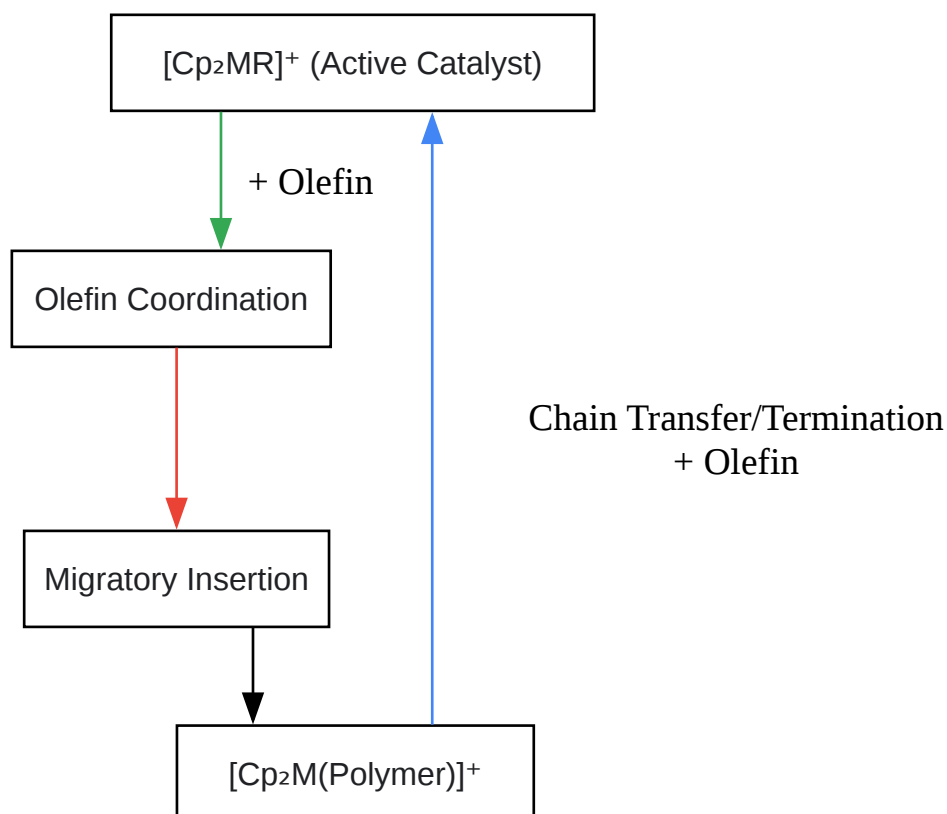 [Cp₂MR]⁺ (Active Catalyst)
+ Olefin
Olefin Coordination
Chain Transfer/Termination
+ Olefin
Migratory Insertion
[Cp₂M(Polymer)]⁺